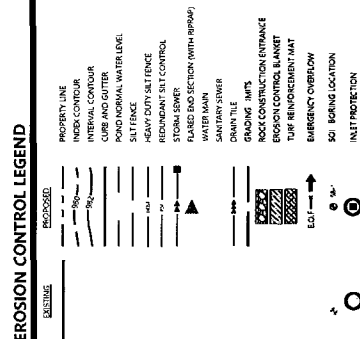 EROSION CONTROL LEGEND
EXISTING
PROPOSED
PROPERTY LINE
980
INDEX CONTOUR
982
INTERVAL CONTOUR
CURB AND GUTTER
POND NORMAL WATER LEVEL
SILT FENCE
HEAVY DUTY SILT FENCE
REDUNDANT SILT CONTROL
STORM SEWER
FLARED END SECTION (WITH RIPRAP)
WATER MAIN
SANITARY SEWER
DRAIN TILE
GRADING LIMITS
ROCK CONSTRUCTION ENTRANCE
EROSION CONTROL BLANKET
TURF REINFORCEMENT MAT
E.O.F
EMERGENCY OVERFLOW
SOIL BORING LOCATION
INLET PROTECTION